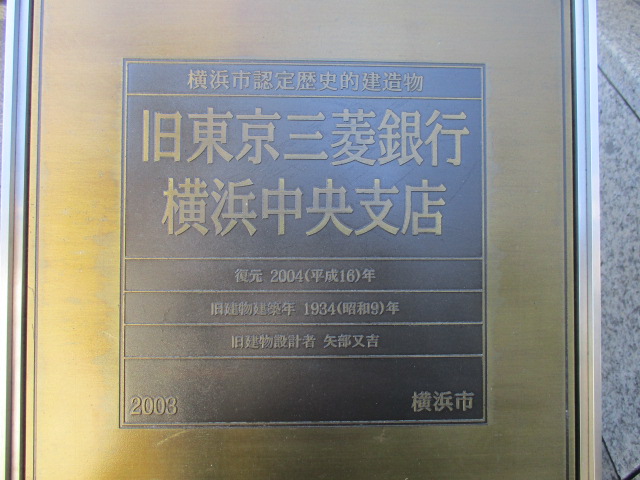 横浜市認定歴史的建造物
旧東京三菱銀行
横浜中央支店
復元 2004(平成16)年
旧建物建築年 1934(昭和9)年
旧建物設計者 矢部又吉
2003 横浜市